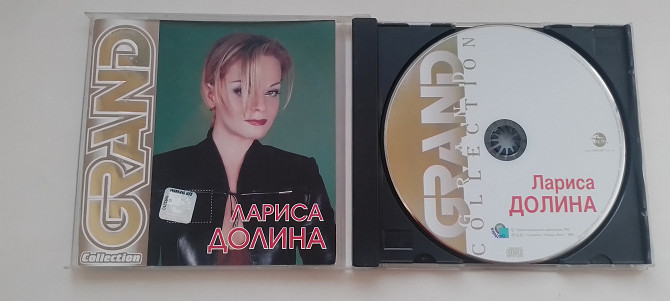 GRAND
Collection
ЛАРИСА
ДОЛИНА
GRAND
COLLECTION
Лариса
ДОЛИНА